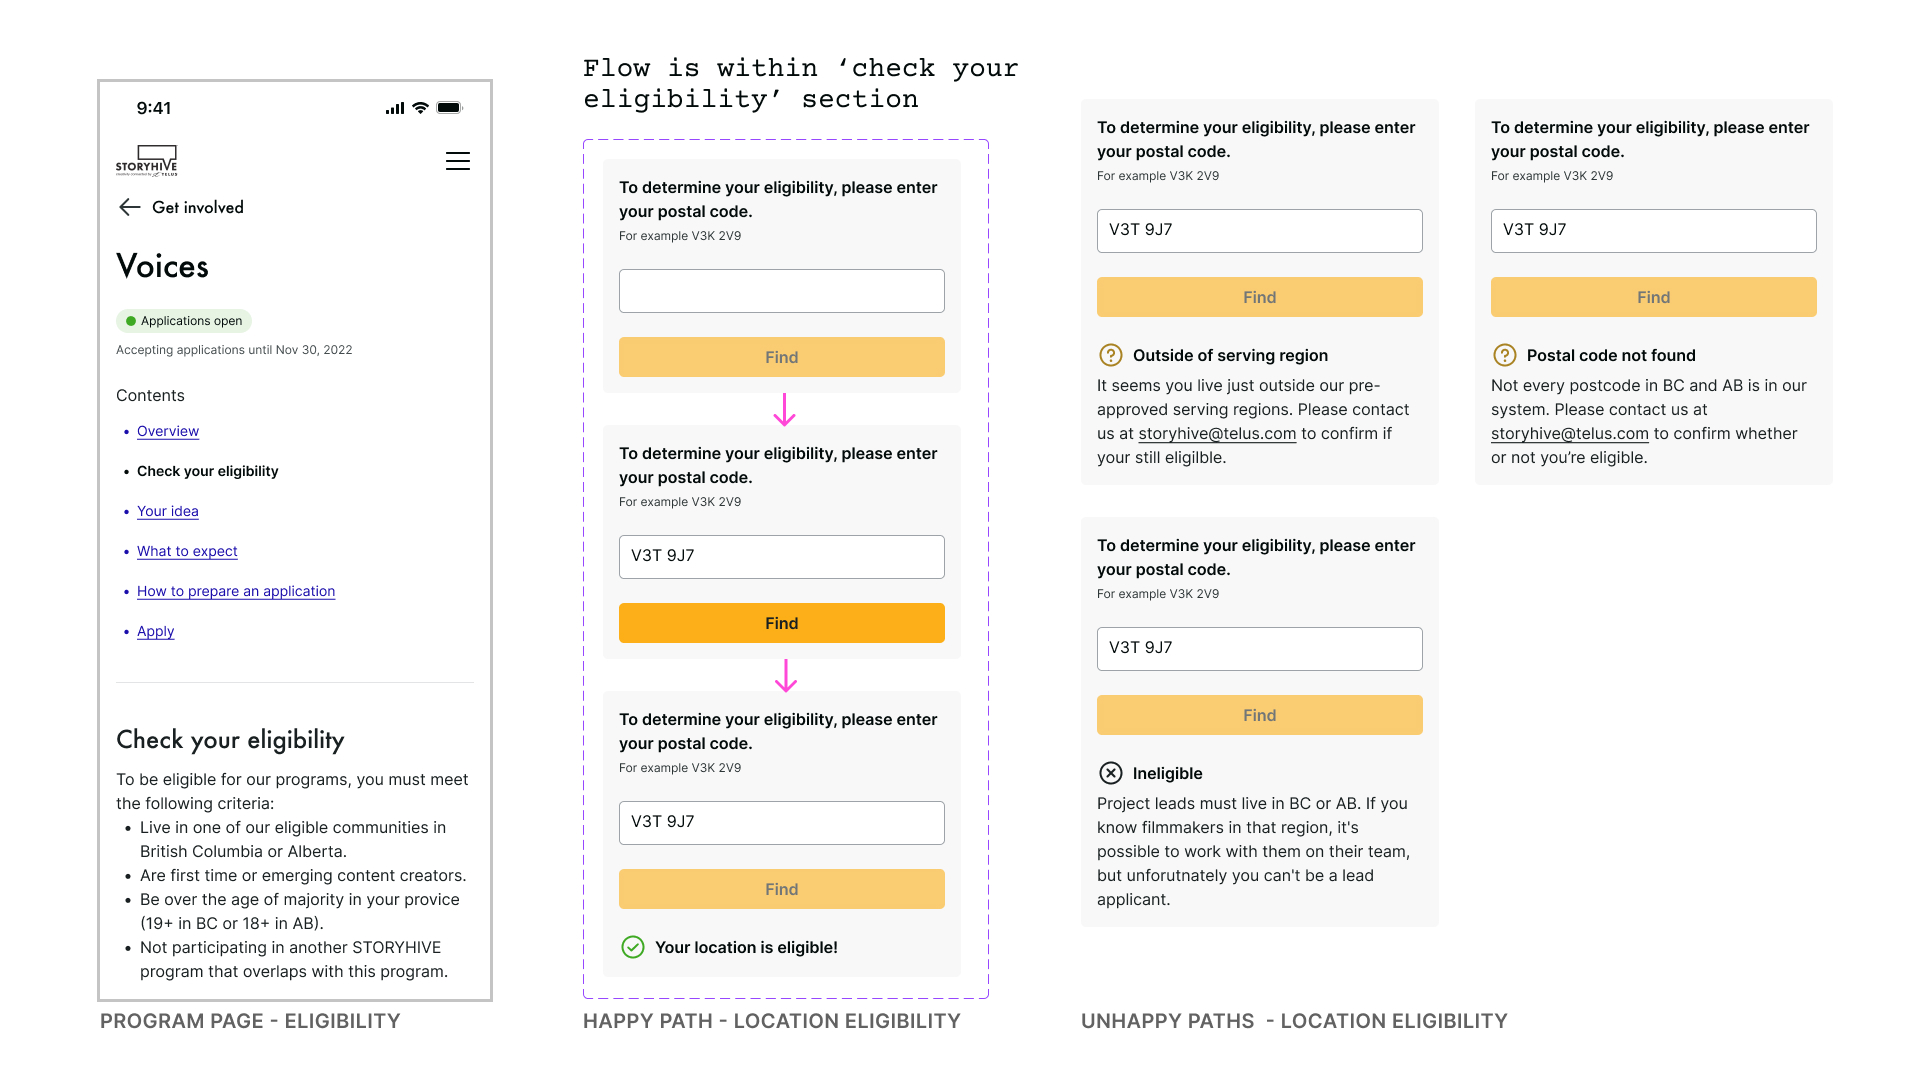 9:41
STORYHIVE
TELUS
Get involved
Voices
Applications open
Accepting applications until Nov 30, 2022
Contents
• Overview
• Check your eligibility
• Your idea
• What to expect
• How to prepare an application
• Apply
Check your eligibility
To be eligible for our programs, you must meet
the following criteria:
• Live in one of our eligible communities in
British Columbia or Alberta.
• Are first time or emerging content creators.
• Be over the age of majority in your provice
(19+ in BC or 18+ in AB).
• Not participating in another STORYHIVE
program that overlaps with this program.
PROGRAM PAGE - ELIGIBILITY
Flow is within ‘check your
eligibility’ section
To determine your eligibility, please enter
your postal code.
For example V3K 2V9
Find
To determine your eligibility, please enter
your postal code.
For example V3K 2V9
V3T 9J7
Find
To determine your eligibility, please enter
your postal code.
For example V3K 2V9
V3T 9J7
Find
Your location is eligible!
HAPPY PATH - LOCATION ELIGIBILITY
To determine your eligibility, please enter
your postal code.
For example V3K 2V9
V3T 9J7
Find
Outside of serving region
It seems you live just outside our pre-
approved serving regions. Please contact
us at storyhive@telus.com to confirm if
your still eligilble.
To determine your eligibility, please enter
your postal code.
For example V3K 2V9
V3T 9J7
Find
Postal code not found
Not every postcode in BC and AB is in our
system. Please contact us at
storyhive@telus.com to confirm whether
or not you’re eligible.
To determine your eligibility, please enter
your postal code.
For example V3K 2V9
V3T 9J7
Find
Ineligible
Project leads must live in BC or AB. If you
know filmmakers in that region, it's
possible to work with them on their team,
but unforutnately you can't be a lead
applicant.
UNHAPPY PATHS - LOCATION ELIGIBILITY